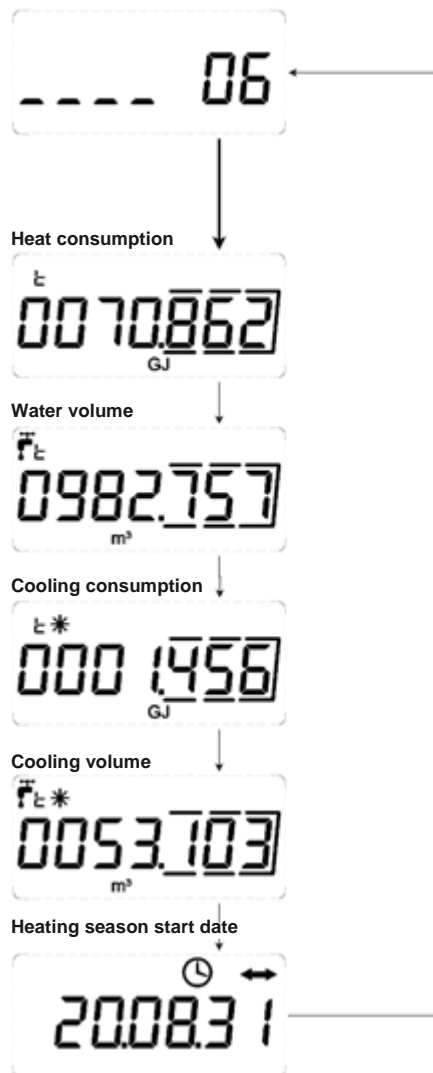 _ _ _ _ 06
Heat consumption
0070.862
GJ
Water volume
0982.757
m³
Cooling consumption
0001.456
GJ
Cooling volume
0053.103
m³
Heating season start date
20.08.31